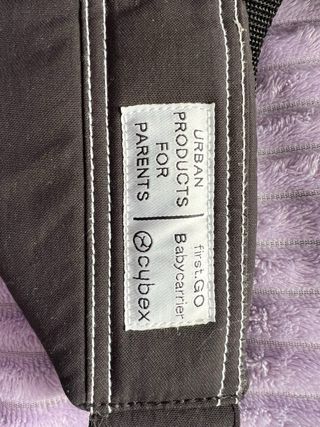 URBAN
PRODUCTS
FOR
PARENTS
first.GO
Babycarrier
cybex